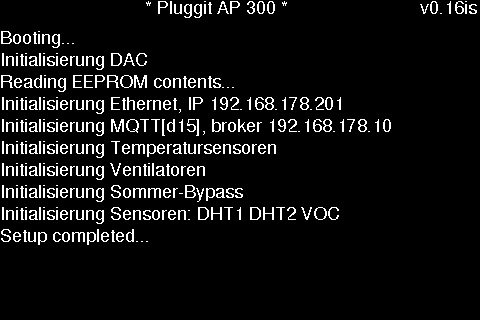 * Pluggit AP 300 * v0.16is
Booting...
Initialisierung DAC
Reading EEPROM contents...
Initialisierung Ethernet, IP 192.168.178.201
Initialisierung MQTT[d15], broker 192.168.178.10
Initialisierung Temperatursensoren
Initialisierung Ventilatoren
Initialisierung Sommer-Bypass
Initialisierung Sensoren: DHT1 DHT2 VOC
Setup completed...